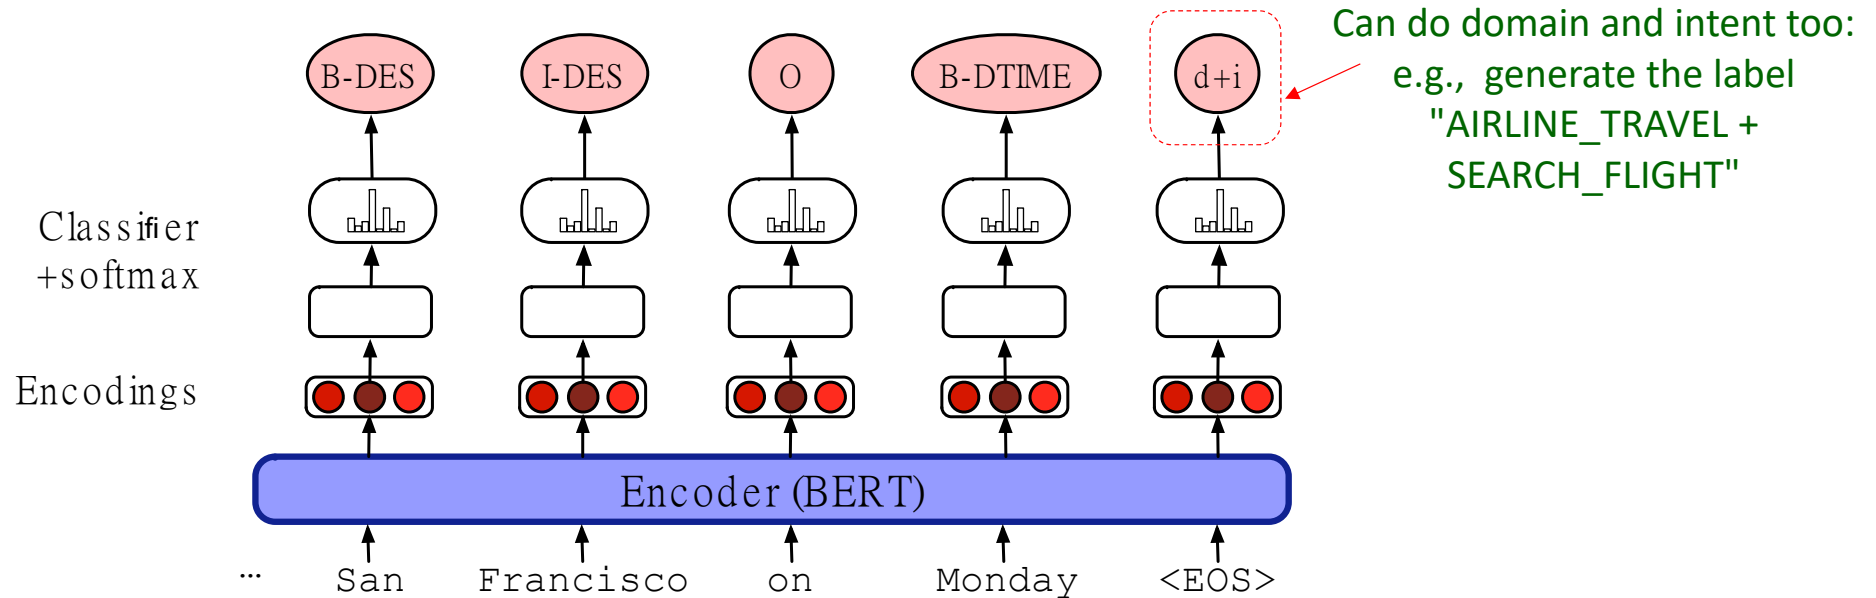 Can do domain and intent too:
e.g., generate the label
"AIRLINE_TRAVEL +
SEARCH_FLIGHT"
B-DES I-DES O B-DTIME d+i
Classifier
+softmax
Encodings
Encoder (BERT)
… San Francisco on Monday <EOS>